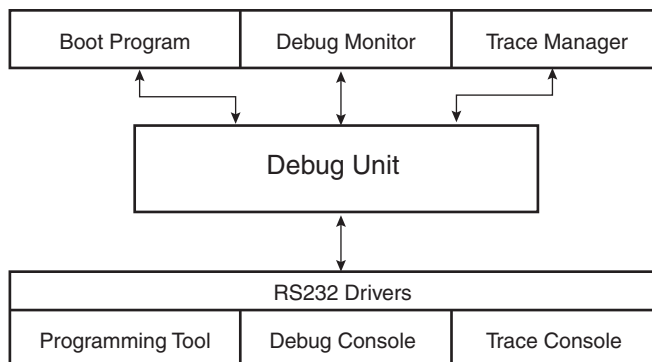 Boot Program
Debug Monitor
Trace Manager
Debug Unit
RS232 Drivers
Programming Tool
Debug Console
Trace Console